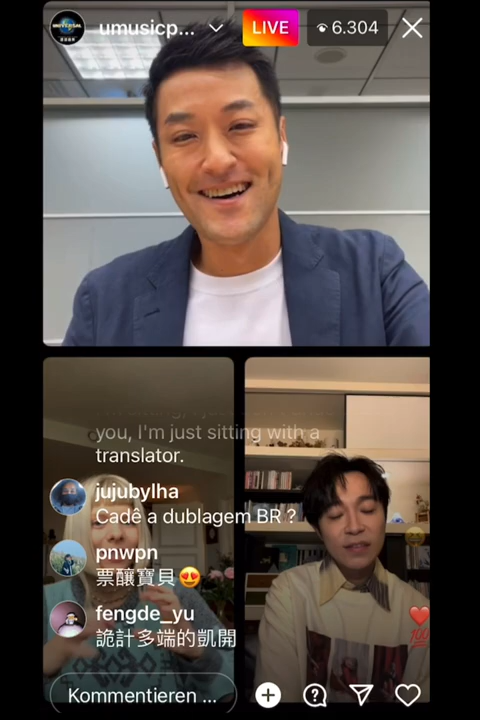 umusicp...
LIVE
6.304
you, I'm just sitting with a
translator.
jujubylha
Cadê a dublagem BR ?
pnwpn
票釀寶貝😍
fengde_yu
詭計多端的凱開
Kommentieren ...